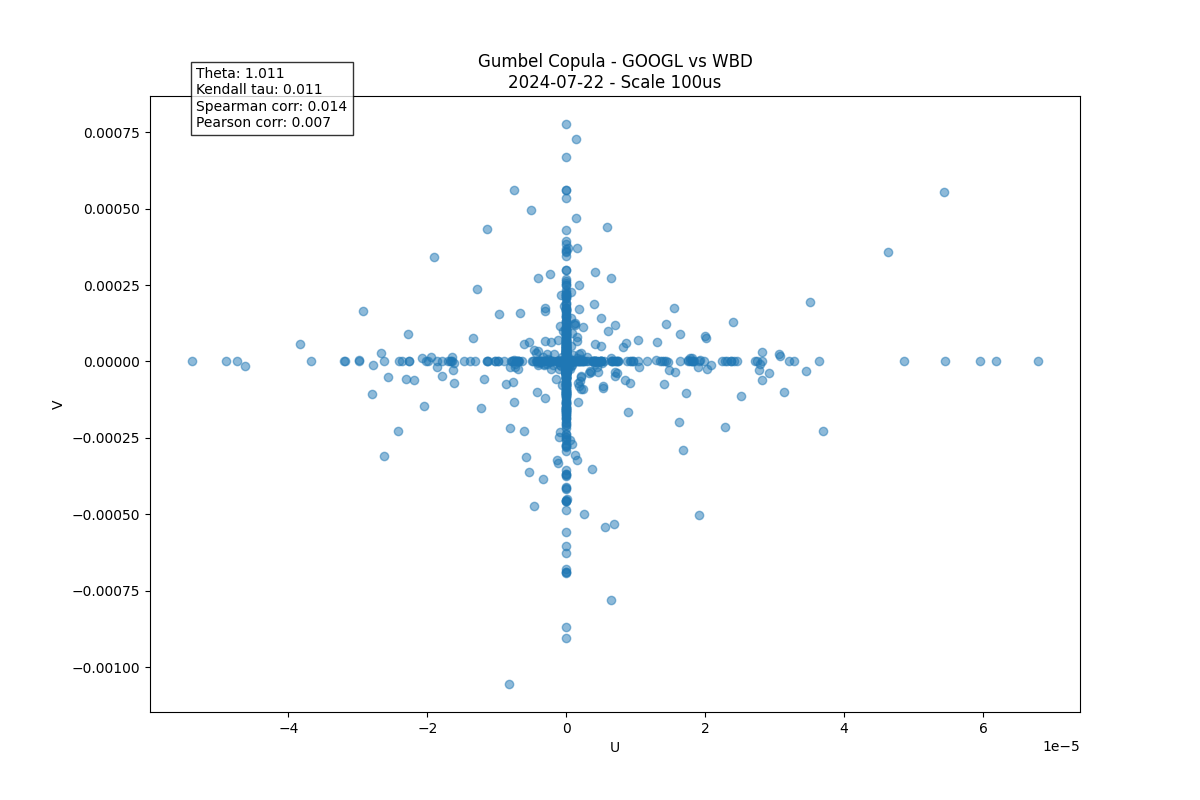 Gumbel Copula - GOOGL vs WBD
2024-07-22 - Scale 100us
Theta: 1.011
Kendall tau: 0.011
Spearman corr: 0.014
Pearson corr: 0.007
0.00075
0.00050
0.00025
0.00000
−0.00025
−0.00050
−0.00075
−0.00100
V
−4
−2
0
2
4
6
1e−5
U